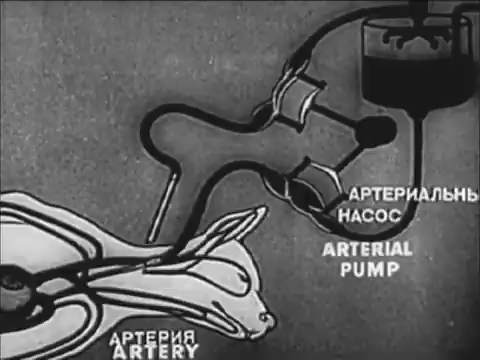 АРТЕРИАЛЬНЫ
НАСОС
ARTERIAL
PUMP
АРТЕРИЯ
ARTERY